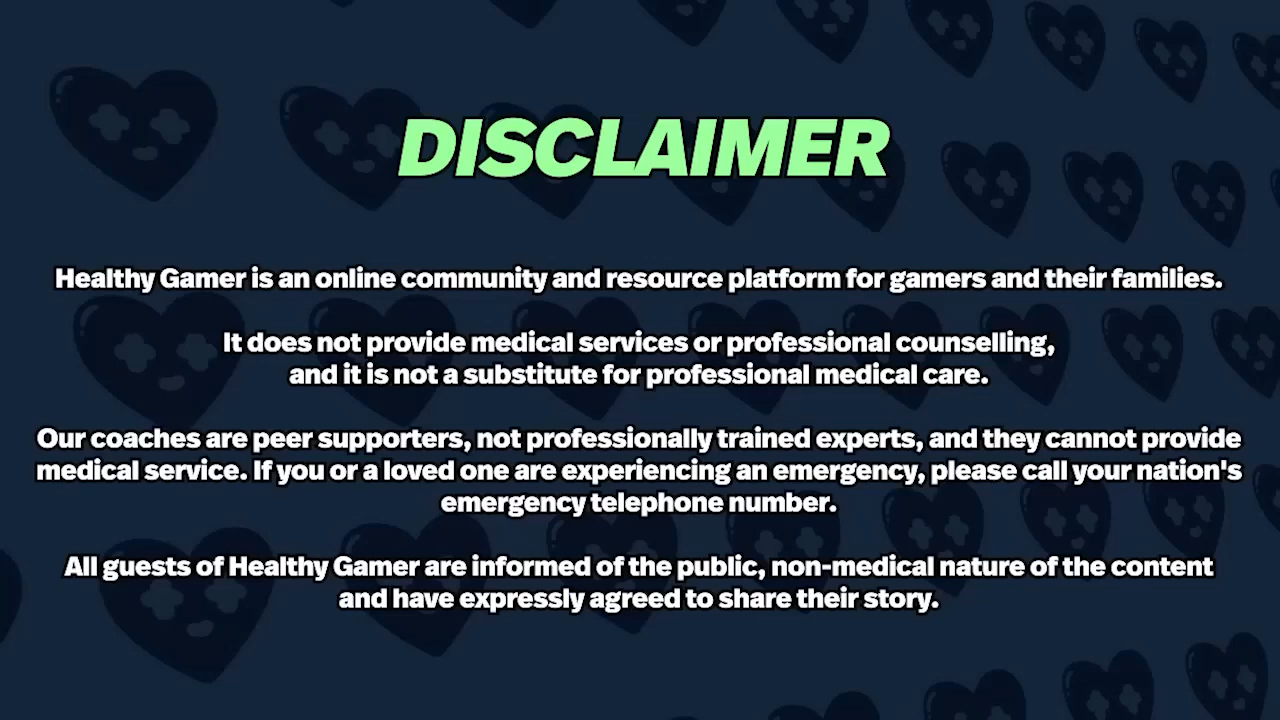 DISCLAIMER
Healthy Gamer is an online community and resource platform for gamers and their families.
It does not provide medical services or professional counselling,
and it is not a substitute for professional medical care.
Our coaches are peer supporters, not professionally trained experts, and they cannot provide
medical service. If you or a loved one are experiencing an emergency, please call your nation's
emergency telephone number.
All guests of Healthy Gamer are informed of the public, non-medical nature of the content
and have expressly agreed to share their story.